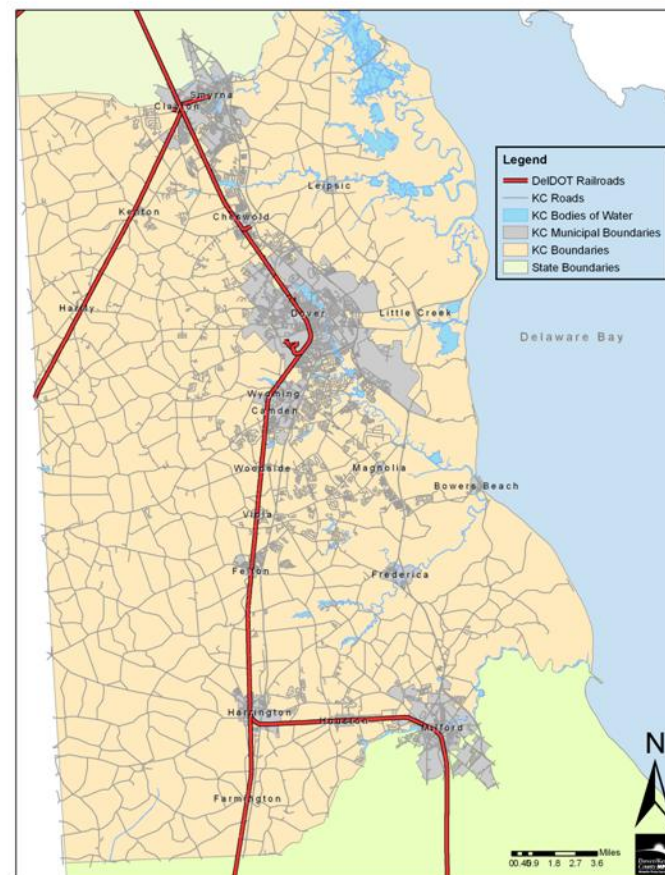 Smyrna
Clayton
Leipsic
Kenton
Cheswold
Hartly
Dover
Little Creek
Wyoming
Camden
Woodside
Magnolia
Bowers Beach
Viola
Felton
Frederica
Harrington
Houston
Milford
Farmington
Delaware Bay
Legend
DelDOT Railroads
KC Roads
KC Bodies of Water
KC Municipal Boundaries
KC Boundaries
State Boundaries
N
Miles
1.8 2.7 3.6